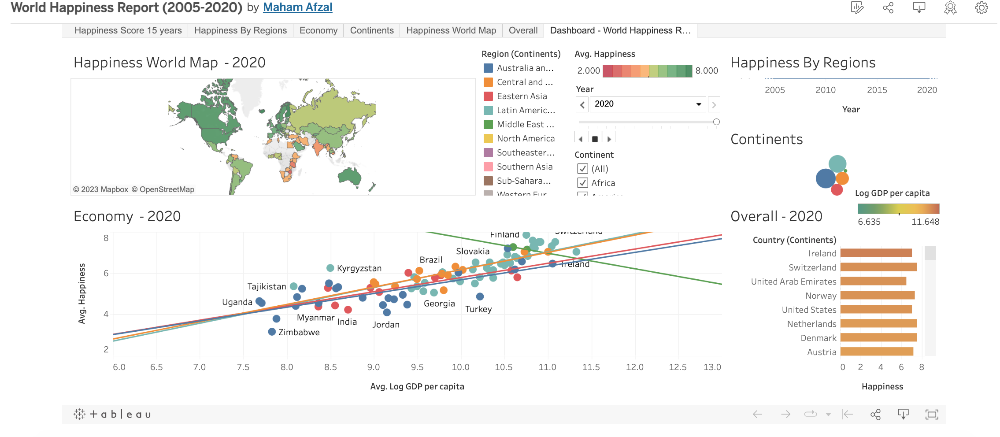 World Happiness Report (2005-2020) by Maham Afzal
Happiness Score 15 years
Happiness By Regions
Economy
Continents
Happiness World Map
Overall
Dashboard - World Happiness R...
Happiness World Map - 2020
© 2023 Mapbox © OpenStreetMap
Region (Continents)
Australia an...
Central and ...
Eastern Asia
Latin Americ...
Middle East ...
North America
Southeaster...
Southern Asia
Sub-Sahara...
Western Eur
Avg. Happiness
2.000 8.000
Year
2020
Continent
(All)
Africa
Happiness By Regions
2005 2010 2015 2020
Year
Continents
Log GDP per capita
6.635 11.648
Economy - 2020
Avg. Happiness
8
6
4
2
Finland
Switzerland
Slovakia
Brazil
Kyrgyzstan
Ireland
Tajikistan
Uganda
Georgia
Turkey
Myanmar
India
Jordan
Zimbabwe
6.0 6.5 7.0 7.5 8.0 8.5 9.0 9.5 10.0 10.5 11.0 11.5 12.0 12.5 13.0
Avg. Log GDP per capita
Overall - 2020
Country (Continents)
Ireland
Switzerland
United Arab Emirates
Norway
United States
Netherlands
Denmark
Austria
0 2 4 6 8
Happiness
+ableau